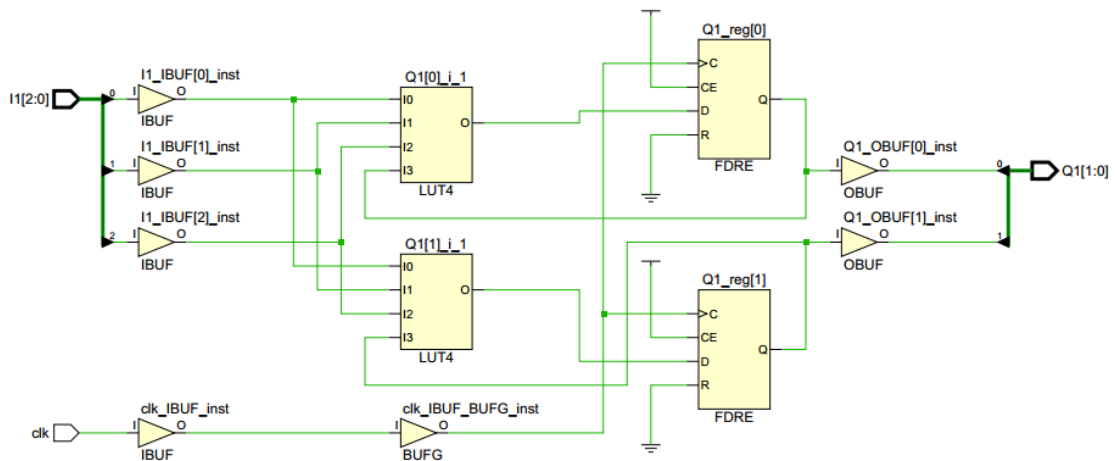 I1[2:0]
0
1
2
I1_IBUF[0]_inst
I
O
IBUF
I1_IBUF[1]_inst
I
O
IBUF
I1_IBUF[2]_inst
I
O
IBUF
Q1[0]_i_1
I0
I1
I2
I3
O
LUT4
Q1[1]_i_1
I0
I1
I2
I3
O
LUT4
Q1_reg[0]
C
CE
D
R
Q
FDRE
Q1_reg[1]
C
CE
D
R
Q
FDRE
Q1_OBUF[0]_inst
I
O
OBUF
Q1_OBUF[1]_inst
I
O
OBUF
0
1
Q1[1:0]
clk
clk_IBUF_inst
I
O
IBUF
clk_IBUF_BUFG_inst
I
O
BUFG